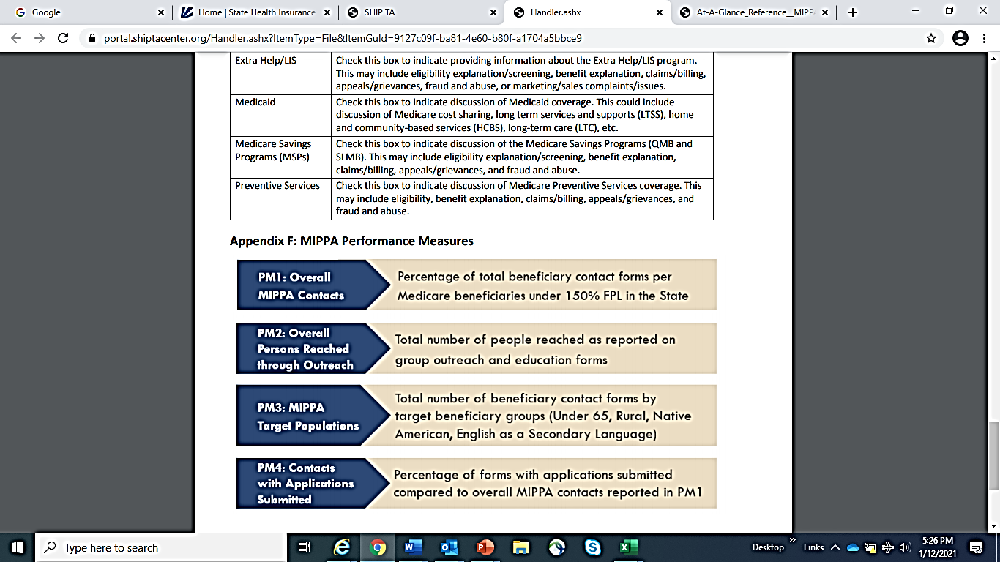 Google
Home | State Health Insurance
SHIP TA
Handler.ashx
At-A-Glance_Reference__MIPP
portal.shiptacenter.org/Handler.ashx?ItemType=File&ItemGuId=9127c09f-ba81-4e60-b80f-a1704a5bbce9
Extra Help/LIS
Check this box to indicate providing information about the Extra Help/LIS program.
This may include eligibility explanation/screening, benefit explanation, claims/billing,
appeals/grievances, fraud and abuse, or marketing/sales complaints/issues.
Medicaid
Check this box to indicate discussion of Medicaid coverage. This could include
discussion of Medicare cost sharing, long term services and supports (LTSS), home
and community-based services (HCBS), long-term care (LTC), etc.
Medicare Savings
Programs (MSPs)
Check this box to indicate discussion of the Medicare Savings Programs (QMB and
SLMB). This may include eligibility explanation/screening, benefit explanation,
claims/billing, appeals/grievances, and fraud and abuse.
Preventive Services
Check this box to indicate discussion of Medicare Preventive Services coverage. This
may include eligibility, benefit explanation, claims/billing, appeals/grievances, and
fraud and abuse.
Appendix F: MIPPA Performance Measures
PM1: Overall
MIPPA Contacts
Percentage of total beneficiary contact forms per
Medicare beneficiaries under 150% FPL in the State
PM2: Overall
Persons Reached
through Outreach
Total number of people reached as reported on
group outreach and education forms
PM3: MIPPA
Target Populations
Total number of beneficiary contact forms by
target beneficiary groups (Under 65, Rural, Native
American, English as a Secondary Language)
PM4: Contacts
with Applications
Submitted
Percentage of forms with applications submitted
compared to overall MIPPA contacts reported in PM1
Type here to search
Desktop
Links
5:26 PM
1/12/2021